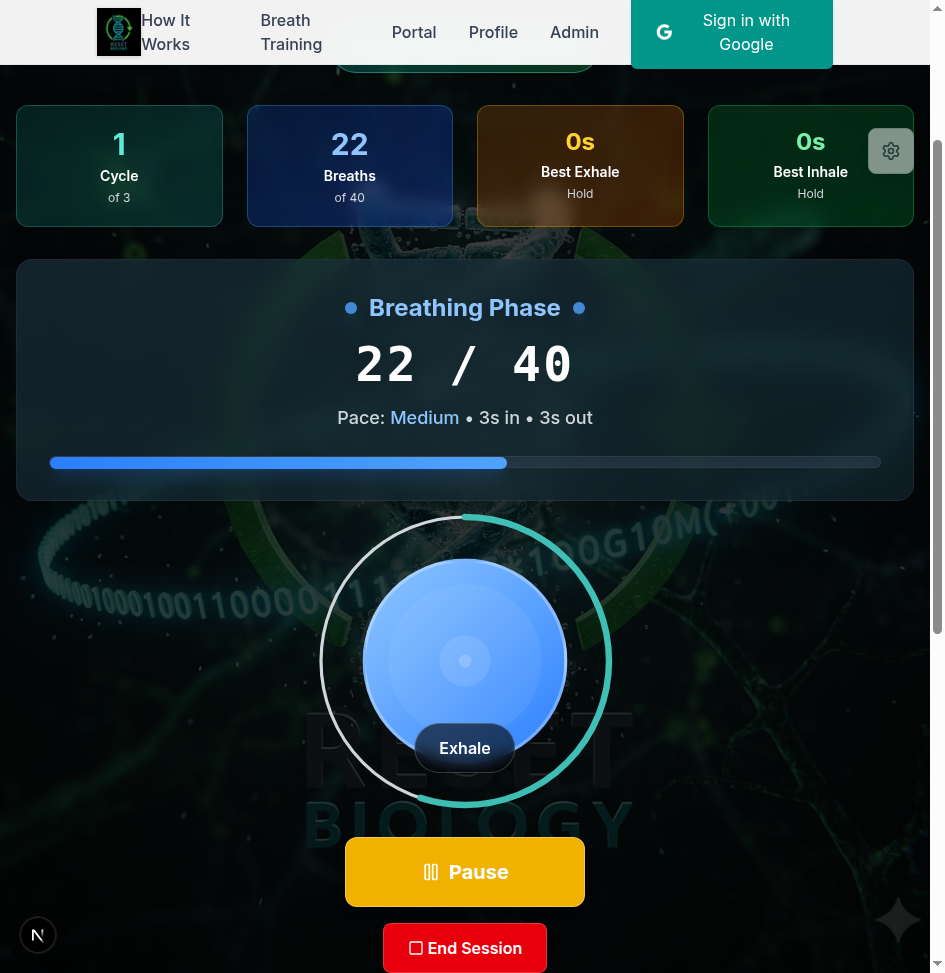 How It Works
Breath Training
Portal
Profile
Admin
G Sign in with Google
1
Cycle
of 3
22
Breaths
of 40
0s
Best Exhale
Hold
0s
Best Inhale
Hold
Breathing Phase
22 / 40
Pace: Medium • 3s in • 3s out
Exhale
RESET
BIOLOGY
Pause
End Session
N